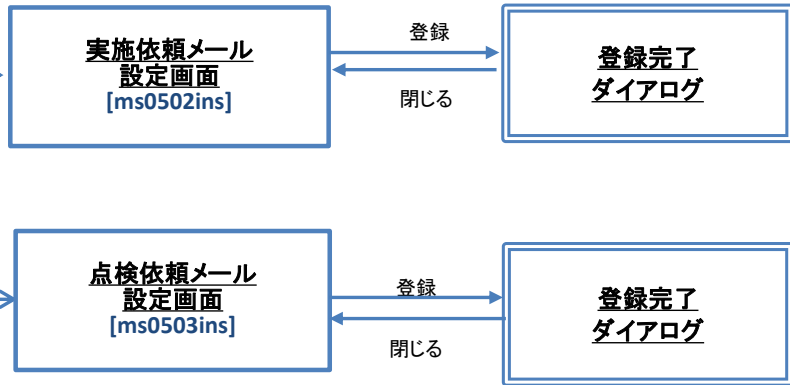 実施依頼メール
設定画面
[ms0502ins]
登録
閉じる
登録完了
ダイアログ
点検依頼メール
設定画面
[ms0503ins]
登録
閉じる
登録完了
ダイアログ